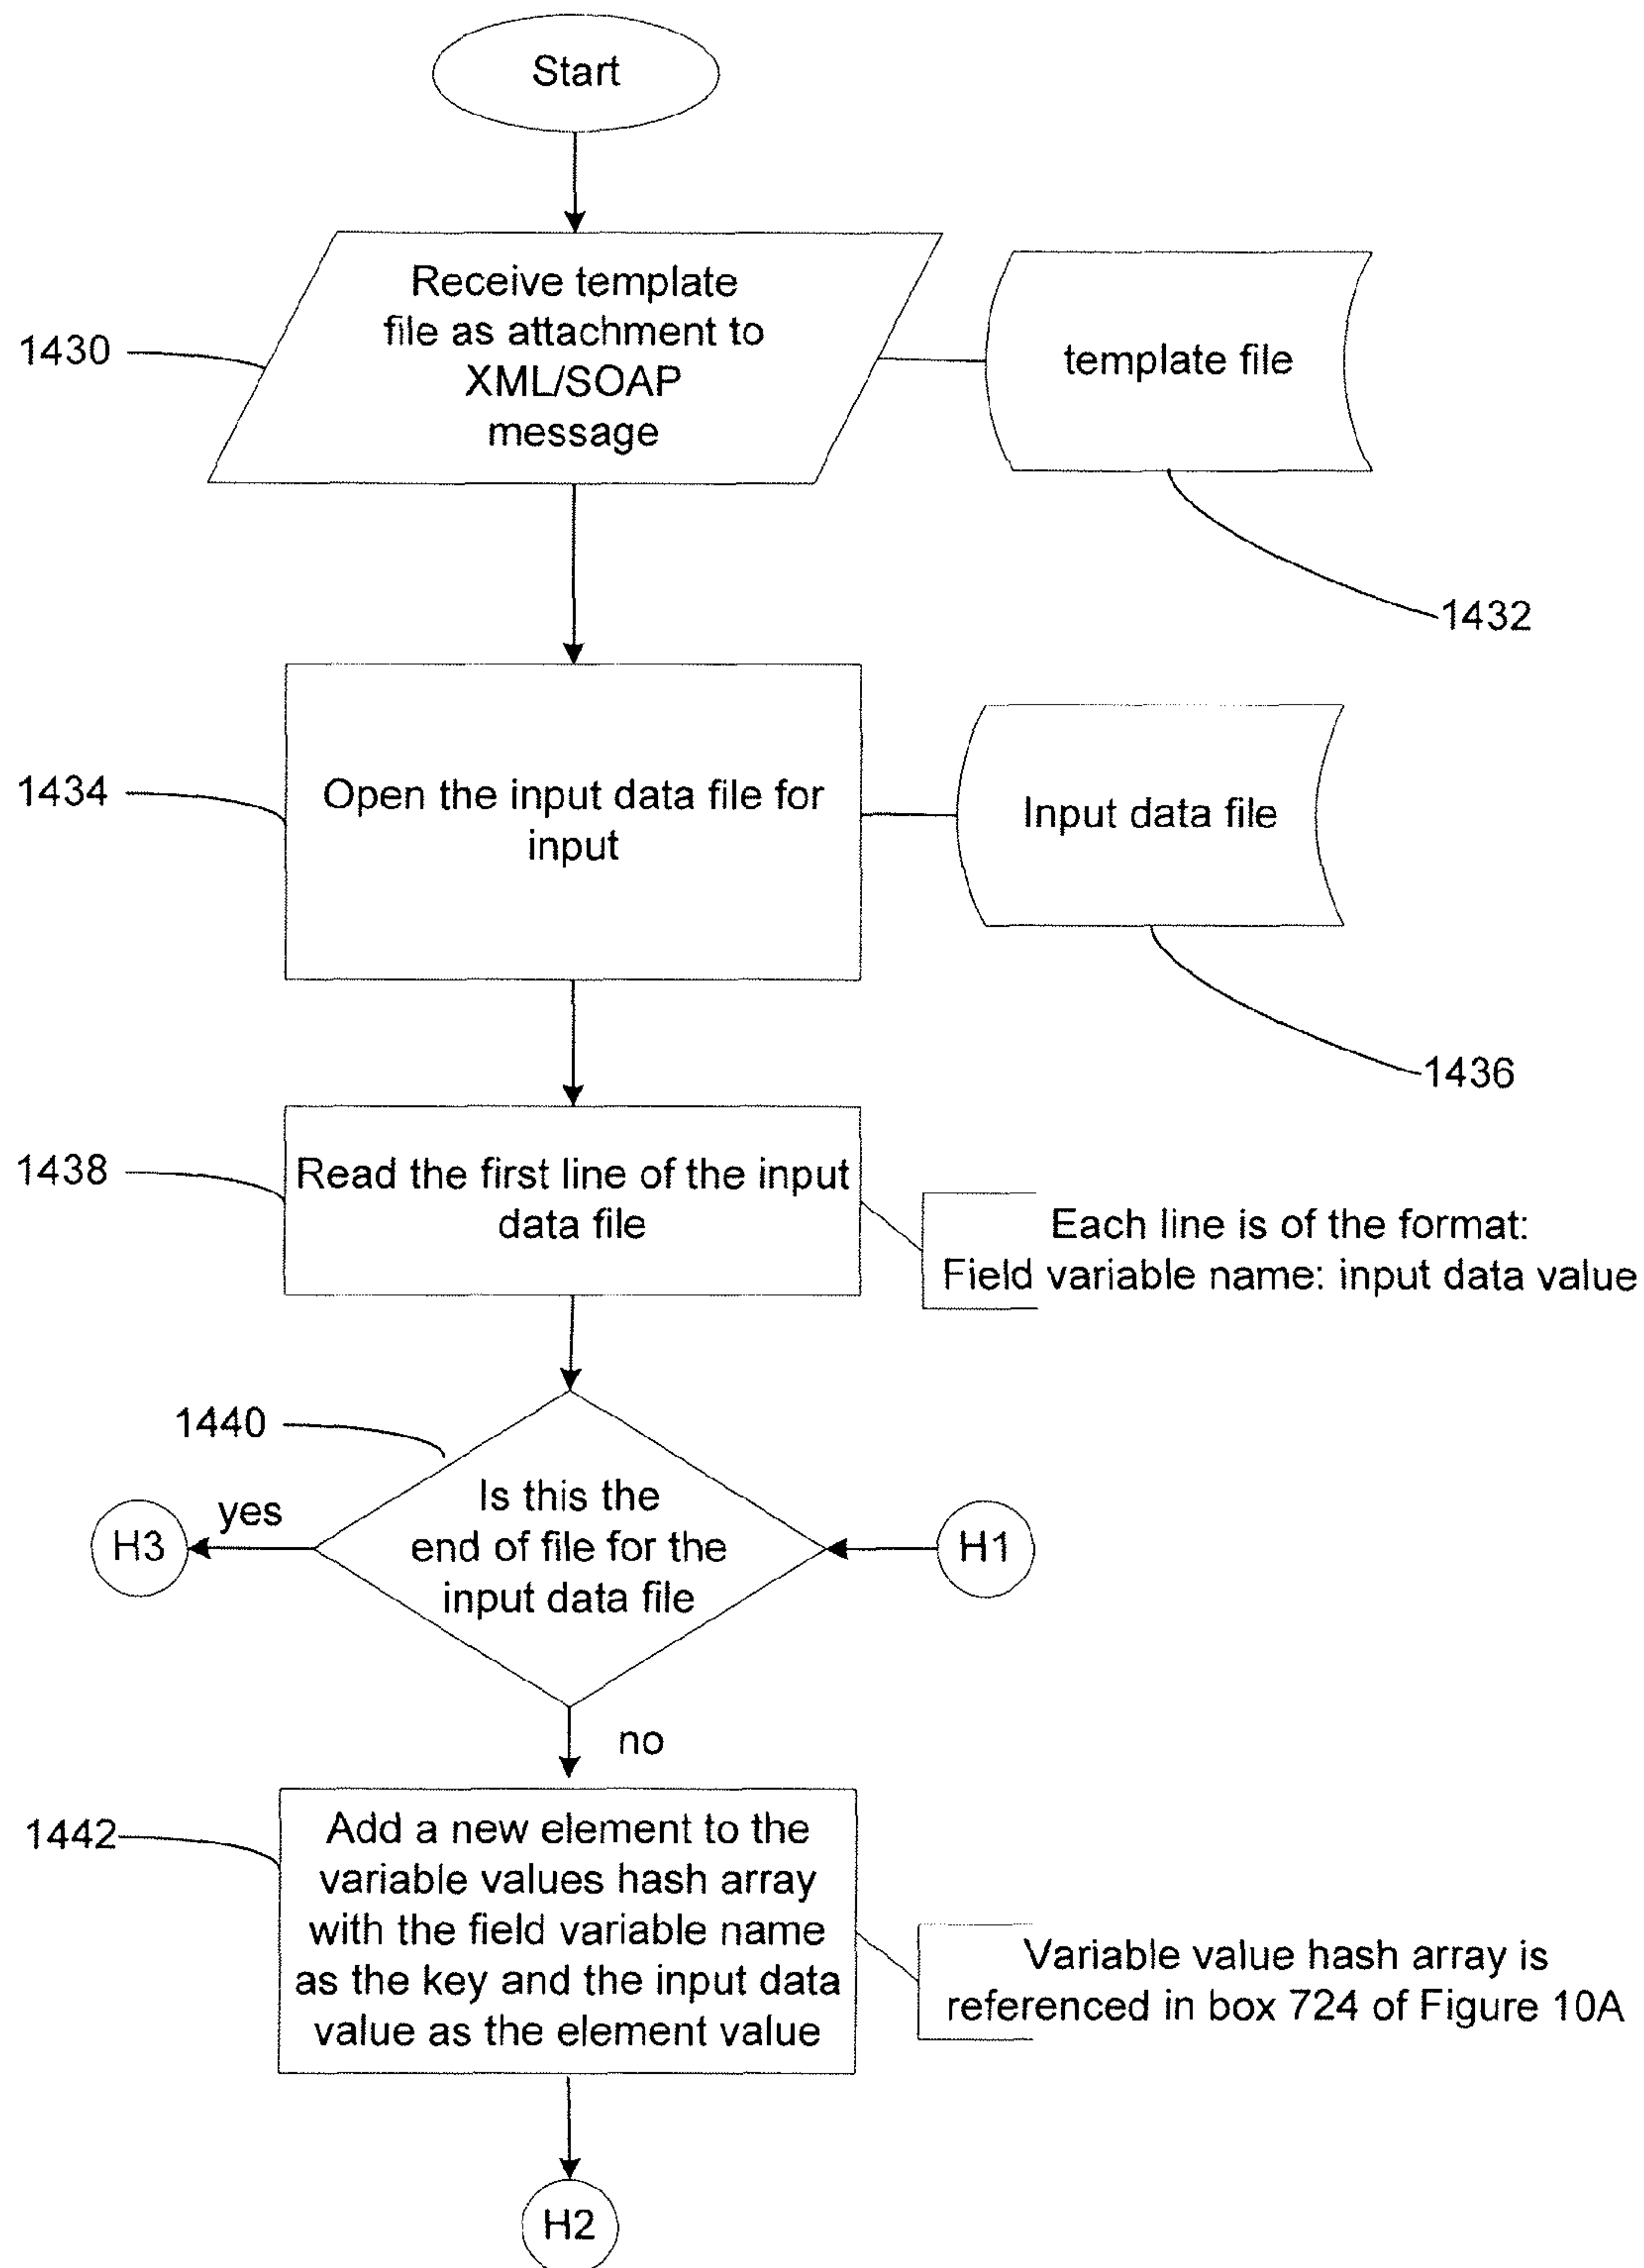 Start
Receive template
file as attachment to
XML/SOAP
message
1430
template file
1432
Open the input data file for
input
1434
Input data file
1436
Read the first line of the input
data file
1438
Each line is of the format:
Field variable name: input data value
1440
Is this the
end of file for the
input data file
yes
H3
H1
no
1442
Add a new element to the
variable values hash array
with the field variable name
as the key and the input data
value as the element value
Variable value hash array is
referenced in box 724 of Figure 10A
H2